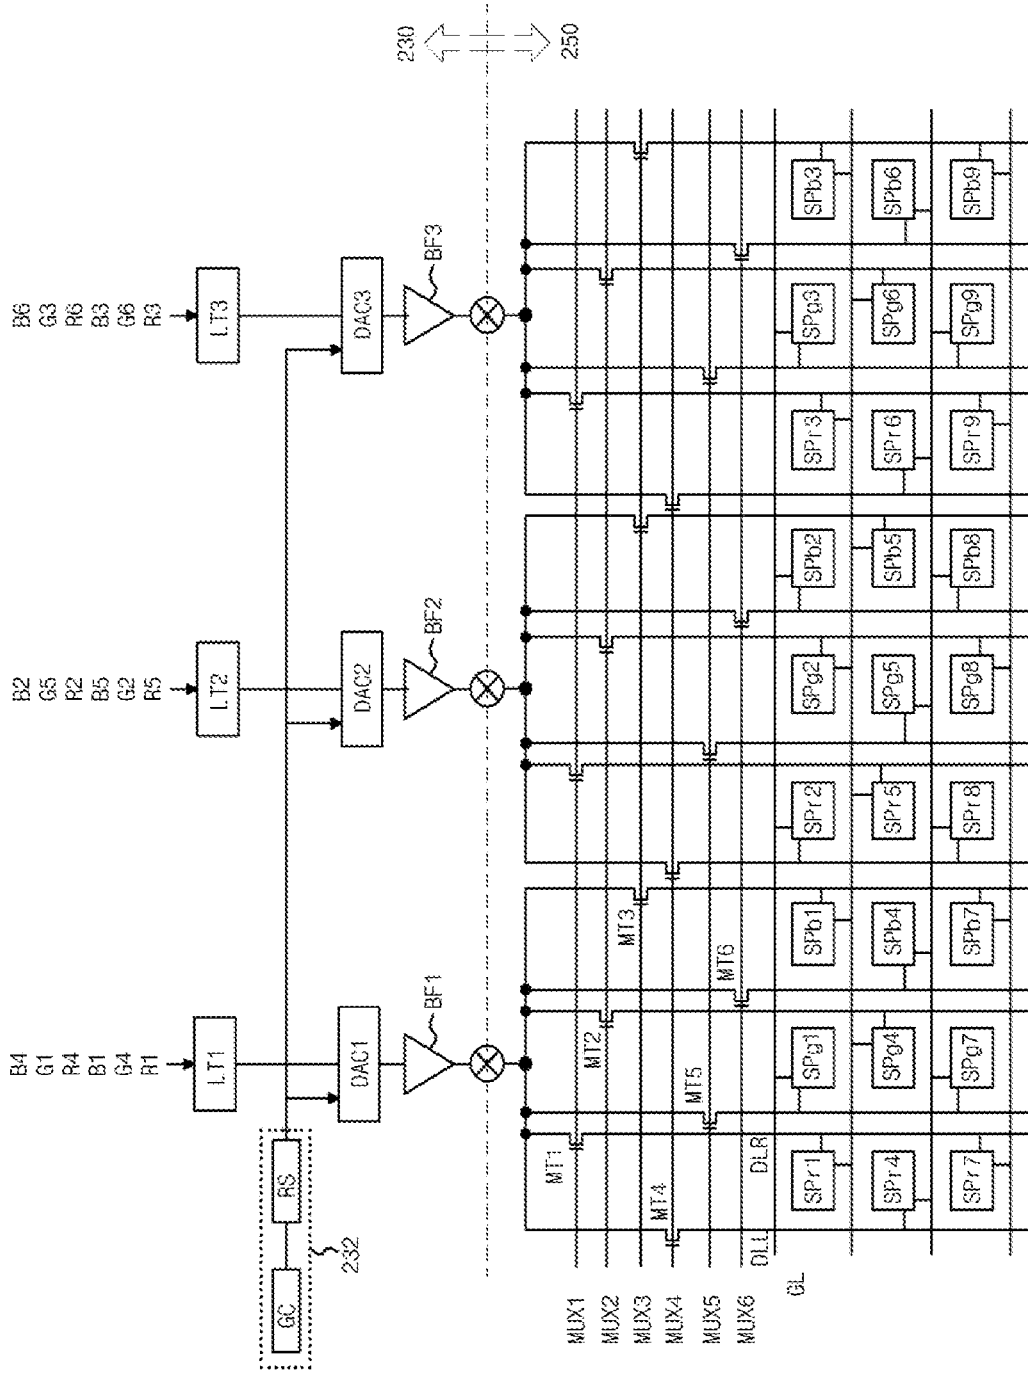 B4 G1 R4 B1 G4 R1
B2 G5 R2 B5 G2 R5
B6 G3 R6 B3 G6 R3
LT1
LT2
LT3
GC
RS
232
DAC1
DAC2
DAC3
BF1
BF2
BF3
230
250
MUX1
MUX2
MUX3
MUX4
MUX5
MUX6
MT1
MT2
MT3
MT4
MT5
MT6
DLL
DLR
GL
SPr1
SPg1
SPb1
SPr2
SPg2
SPb2
SPr3
SPg3
SPb3
SPr4
SPg4
SPb4
SPr5
SPg5
SPb5
SPr6
SPg6
SPb6
SPr7
SPg7
SPb7
SPr8
SPg8
SPb8
SPr9
SPg9
SPb9